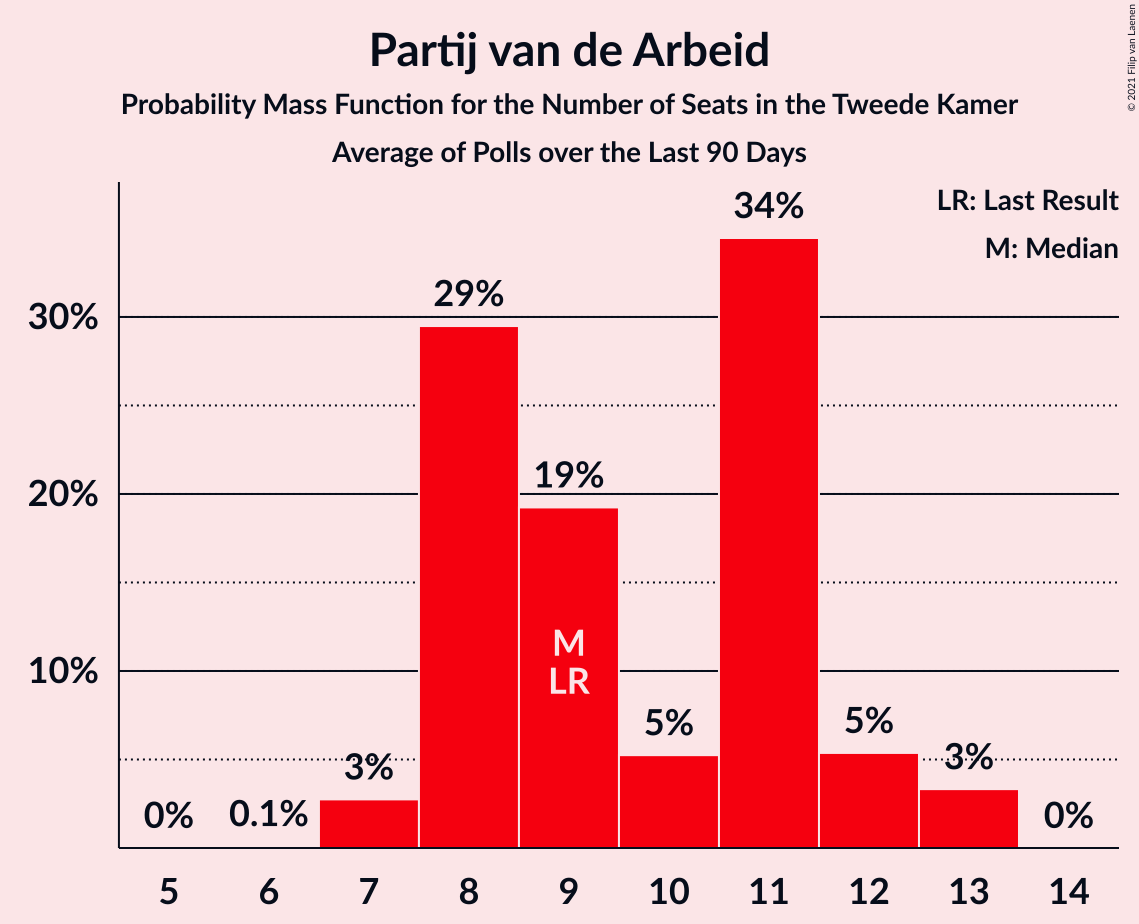 Partij van de Arbeid
Probability Mass Function for the Number of Seats in the Tweede Kamer
Average of Polls over the Last 90 Days
© 2021 Filip van Laenen
LR: Last Result
M: Median
34%
29%
30%
19%
20%
M
LR
10%
5%
5%
3%
3%
0%
0.1%
0%
5 6 7 8 9 10 11 12 13 14